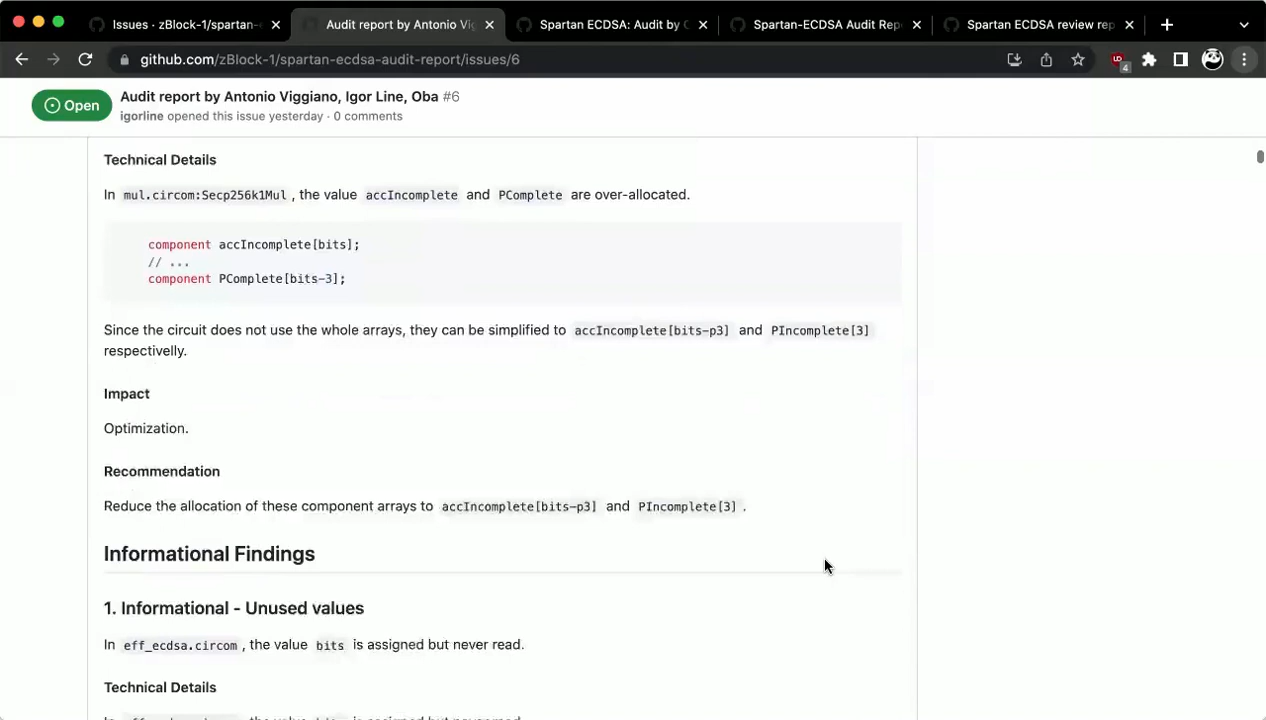 Issues · zBlock-1/spartan-
Audit report by Antonio Vig
Spartan ECDSA: Audit by
Spartan-ECDSA Audit Rep
Spartan ECDSA review rep
github.com/zBlock-1/spartan-ecdsa-audit-report/issues/6
4
Open
Audit report by Antonio Viggiano, Igor Line, Oba #6
igorline opened this issue yesterday · 0 comments
Technical Details
In mul.circom:Secp256k1Mul , the value accIncomplete and PComplete are over-allocated.
component accIncomplete[bits];
// ...
component PComplete[bits-3];
Since the circuit does not use the whole arrays, they can be simplified to accIncomplete[bits-p3] and PIncomplete[3]
respectivelly.
Impact
Optimization.
Recommendation
Reduce the allocation of these component arrays to accIncomplete[bits-p3] and PIncomplete[3] .
Informational Findings
1. Informational - Unused values
In eff_ecdsa.circom , the value bits is assigned but never read.
Technical Details